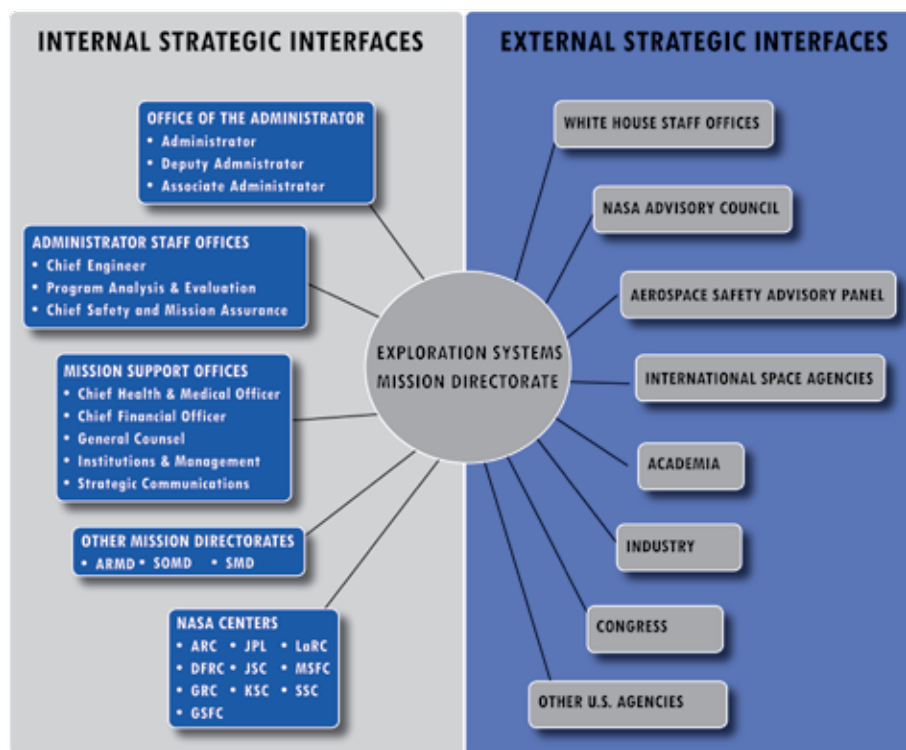 INTERNAL STRATEGIC INTERFACES
OFFICE OF THE ADMINISTRATOR
• Administrator
• Deputy Admnistrator
• Associate Administrator
ADMINISTRATOR STAFF OFFICES
• Chief Engineer
• Program Analysis & Evaluation
• Chief Safety and Mission Assurance
MISSION SUPPORT OFFICES
• Chief Health & Medical Officer
• Chief Financial Officer
• General Counsel
• Institutions & Management
• Strategic Communications
OTHER MISSION DIRECTORATES
• ARMD • SOMD • SMD
NASA CENTERS
• ARC • JPL • LaRC
• DFRC • JSC • MSFC
• GRC • KSC • SSC
• GSFC
EXPLORATION SYSTEMS
MISSION DIRECTORATE
EXTERNAL STRATEGIC INTERFACES
WHITE HOUSE STAFF OFFICES
NASA ADVISORY COUNCIL
AEROSPACE SAFETY ADVISORY PANEL
INTERNATIONAL SPACE AGENCIES
ACADEMIA
INDUSTRY
CONGRESS
OTHER U.S. AGENCIES